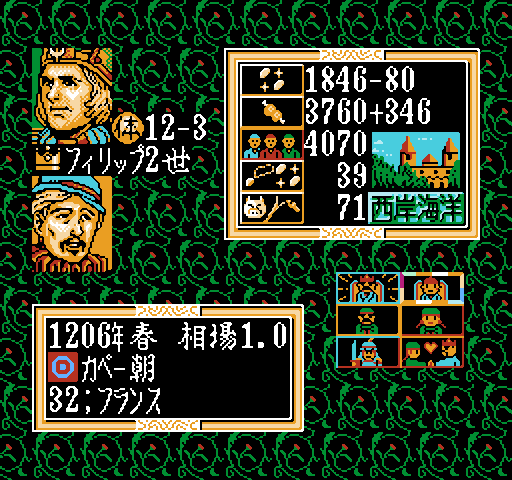 体12-3
フィリップ2世
1846-80
3760+346
4070
39
71
西岸海洋
1206年 春 相場1.0
カペー朝
32;フランス